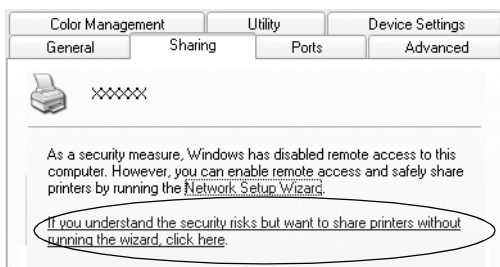 Color Management Utility Device Settings
General Sharing Ports Advanced
XXXXXX
As a security measure, Windows has disabled remote access to this
computer. However, you can enable remote access and safely share
printers by running the Network Setup Wizard.
If you understand the security risks but want to share printers without
running the wizard, click here.